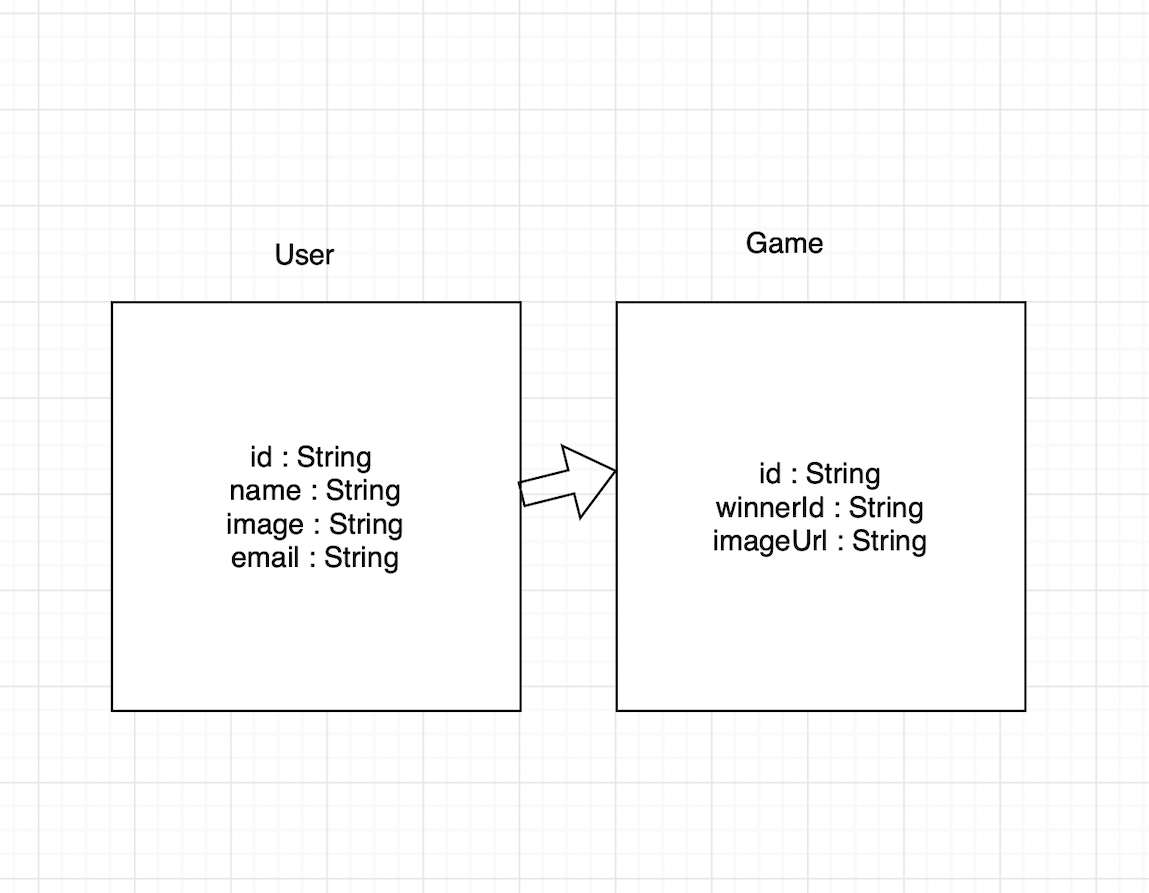 User
id : String
name : String
image : String
email : String
Game
id : String
winnerId : String
imageUrl : String